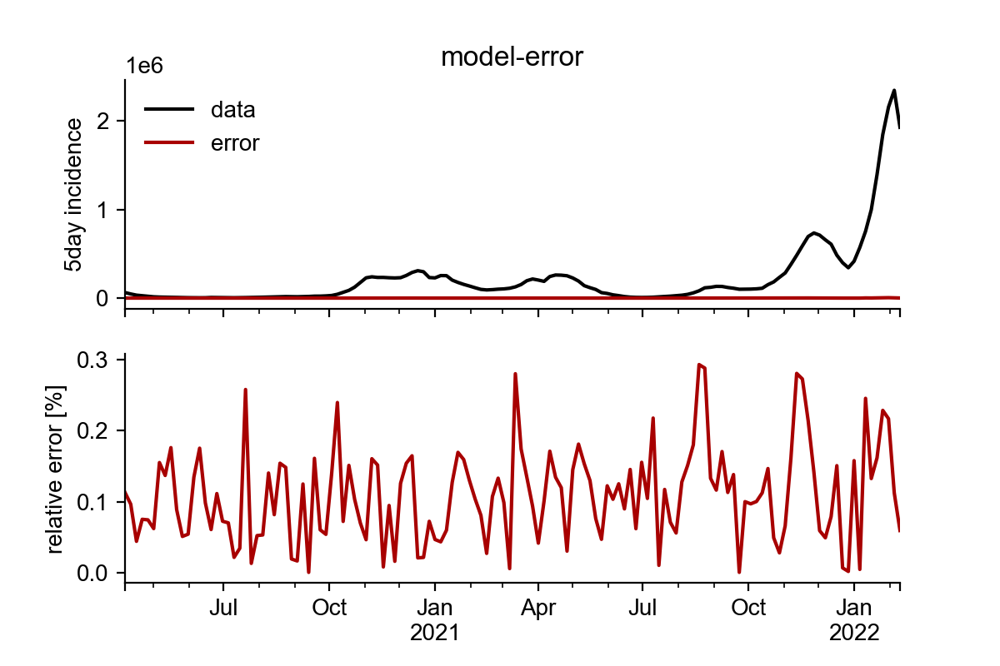 model-error
1e6
data
error
5day incidence
2
1
0
relative error [%]
0.3
0.2
0.1
0.0
Jul
Oct
Jan
2021
Apr
Jul
Oct
Jan
2022